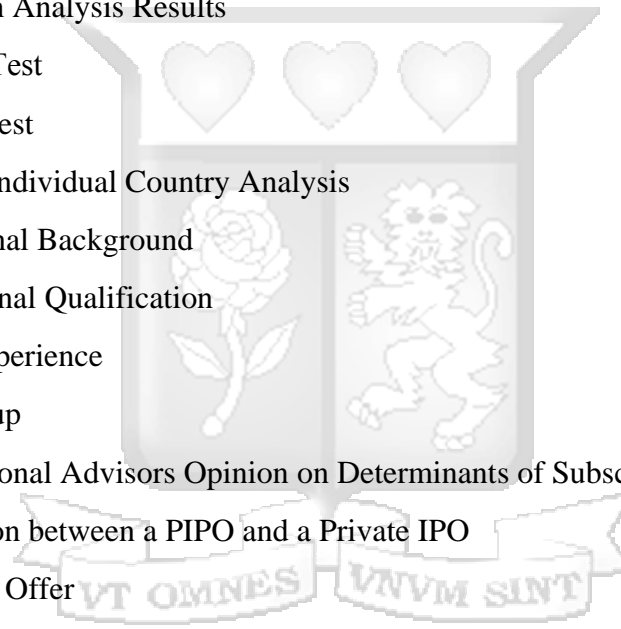 Analysis Results
Test
est
ndividual Country Analysis
nal Background
nal Qualification
perience
up
onal Advisors Opinion on Determinants of Subsc
on between a PIPO and a Private IPO
Offer
VT OMNES VNVM SINT